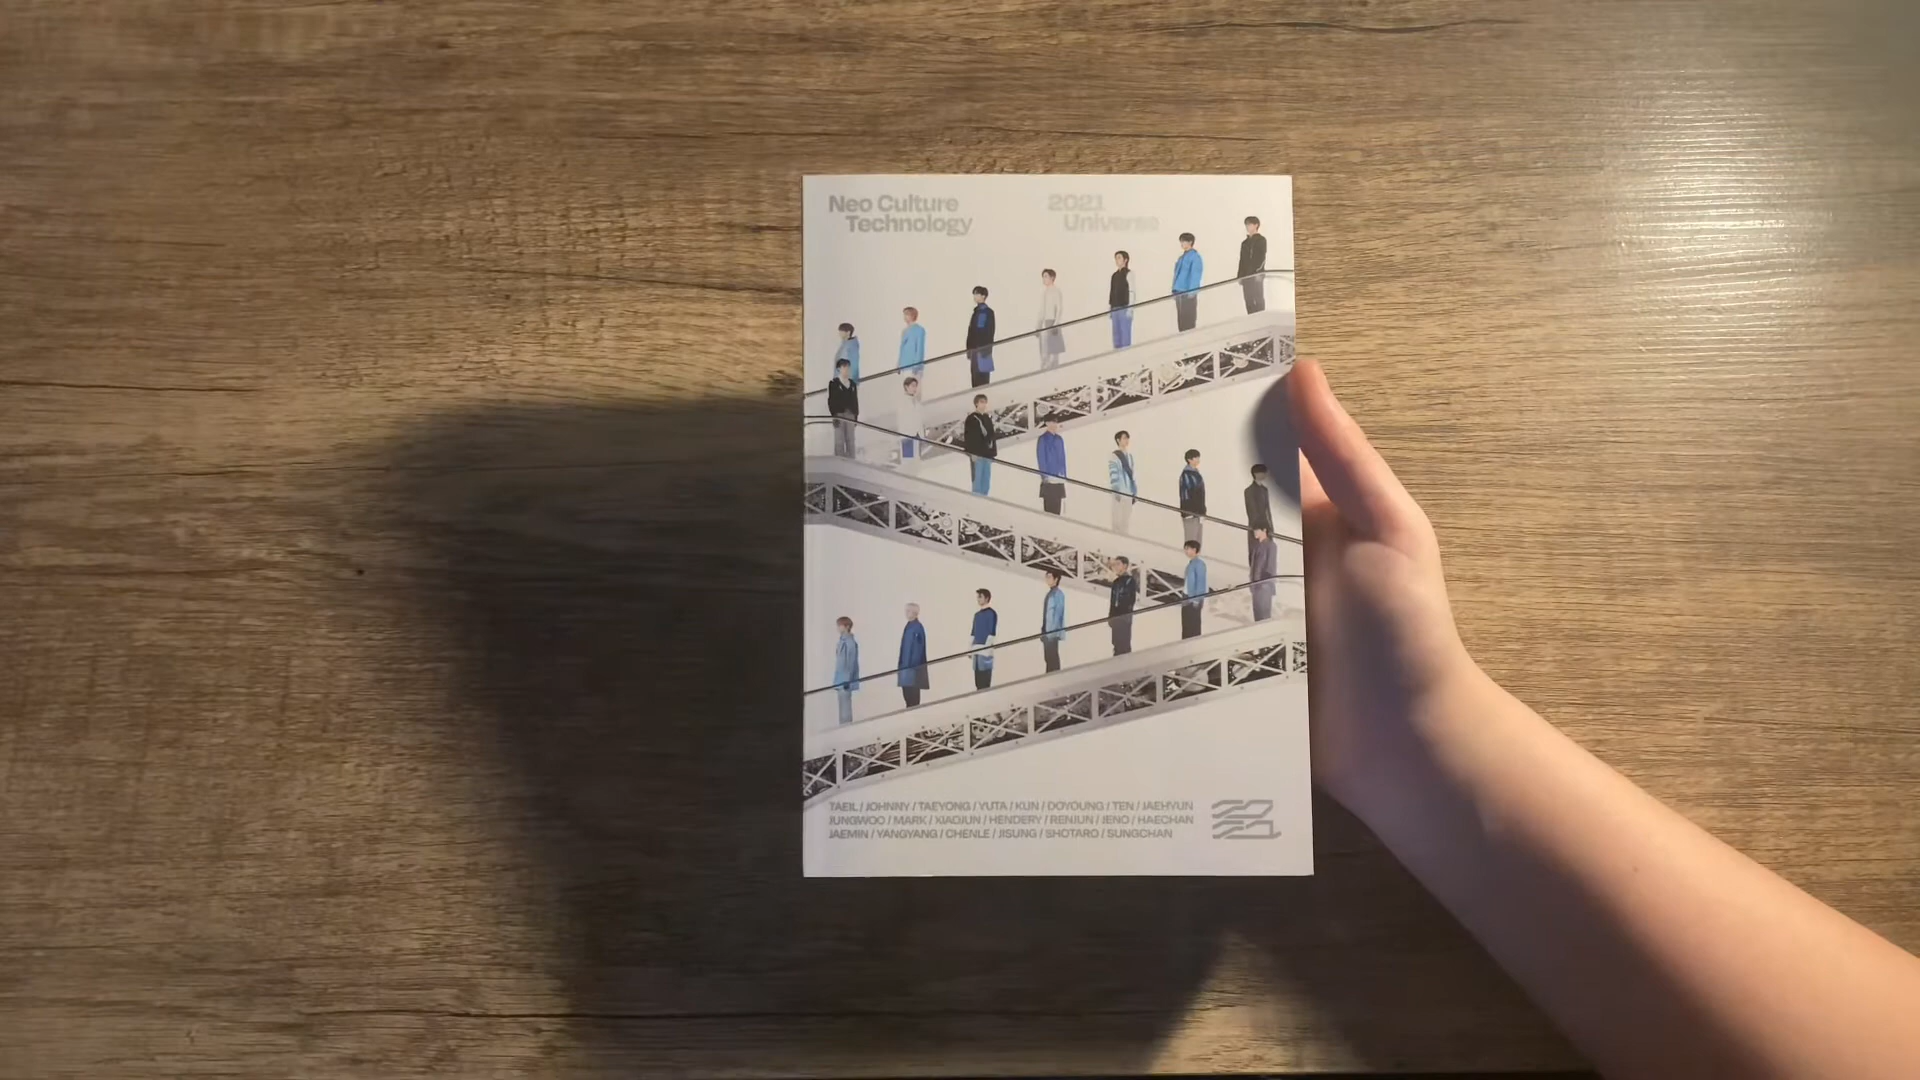 Neo Culture
Technology
2021
Universe
TAEIL / JOHNNY / TAEYONG / YUTA / KUN / DOYOUNG / TEN / JAEHYUN
JUNGWOO / MARK / XIAOJUN / HENDERY / RENJUN / JENO / HAECHAN
JAEMIN / YANGYANG / CHENLE / JISUNG / SHOTARO / SUNGCHAN